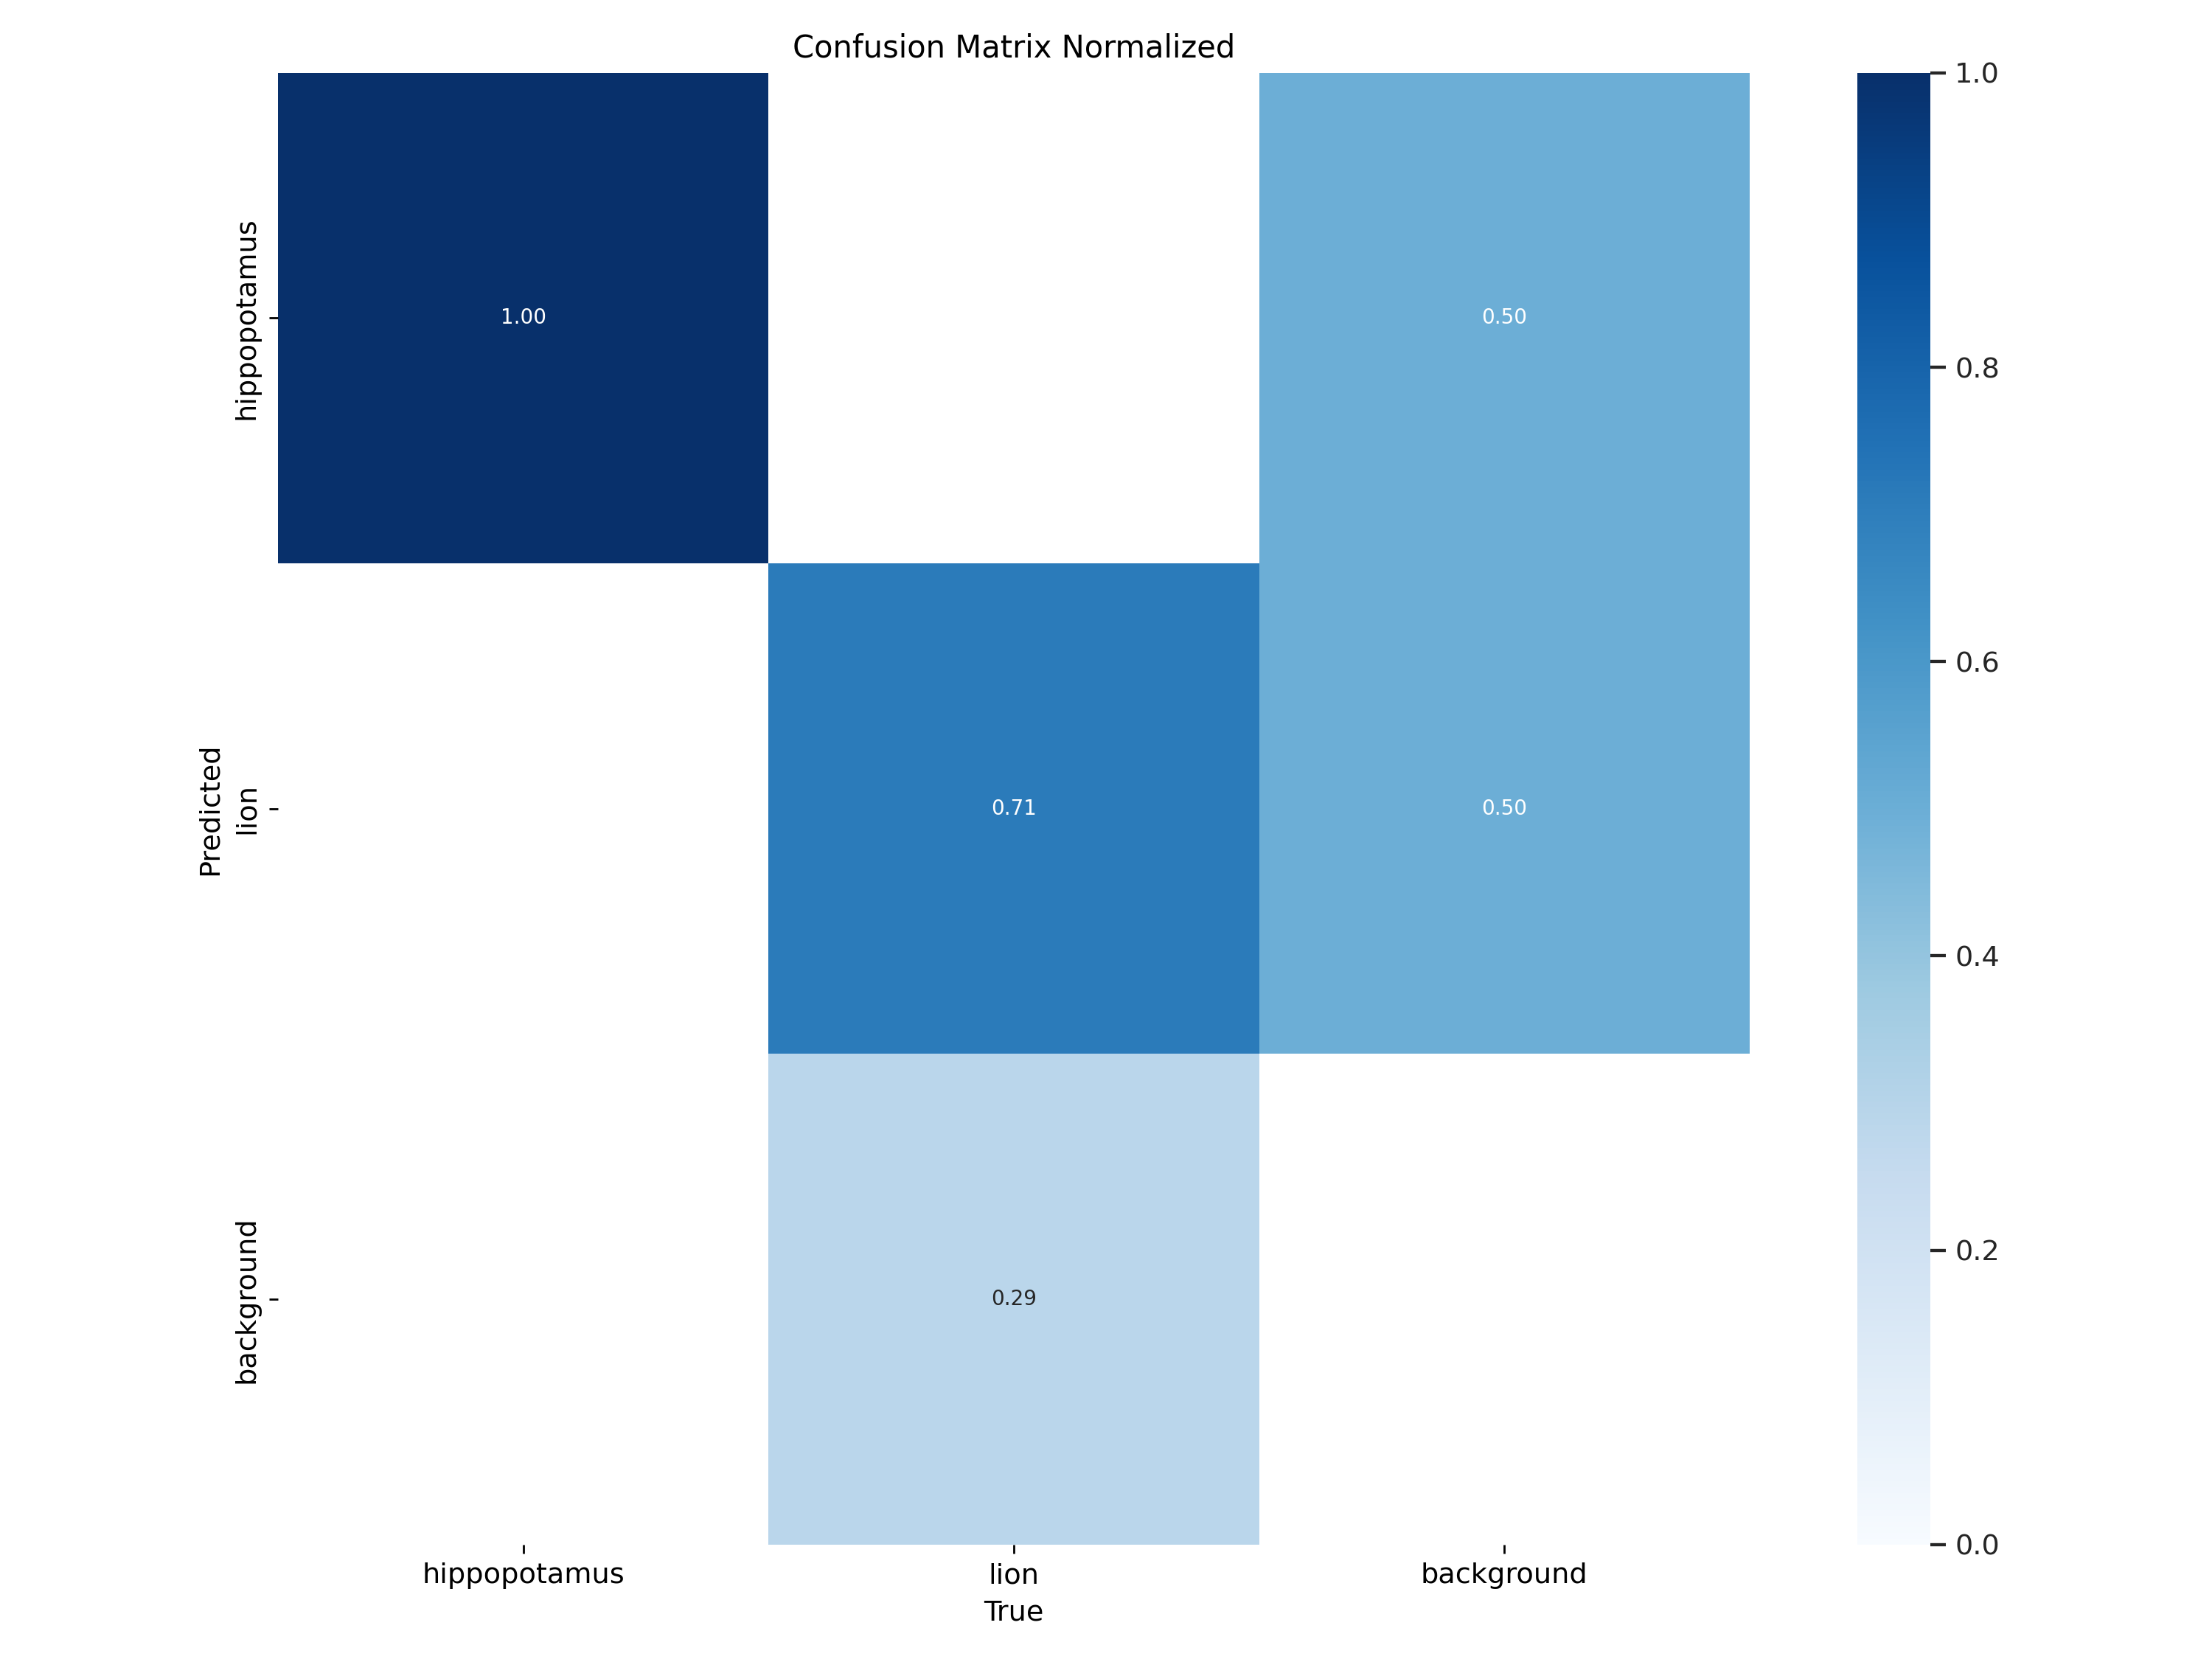 Confusion Matrix Normalized
hippopotamus
lion
background
Predicted
1.00
0.50
0.71
0.50
0.29
hippopotamus
lion
background
True
1.0
0.8
0.6
0.4
0.2
0.0